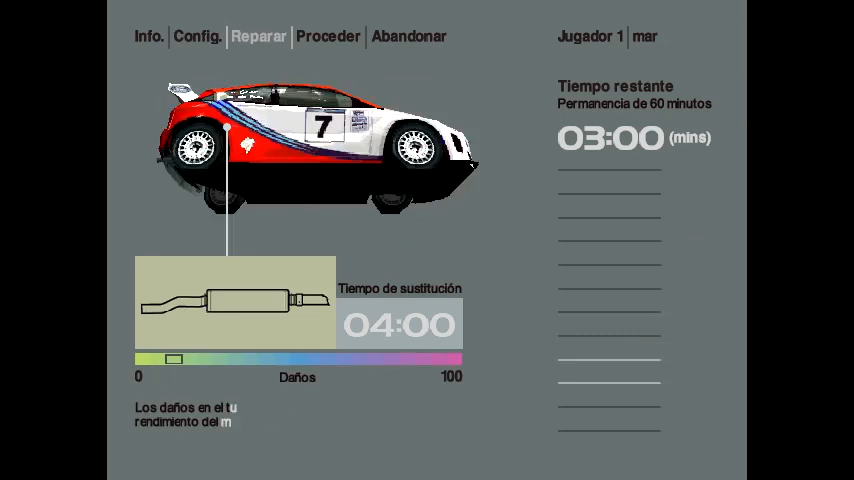 Info. Config. Reparar Proceder Abandonar
Jugador 1 mar
Tiempo restante
Permanencia de 60 minutos
03:00 (mins)
7
Tiempo de sustitución
04:00
0 Daños 100
Los daños en el tu
rendimiento del m